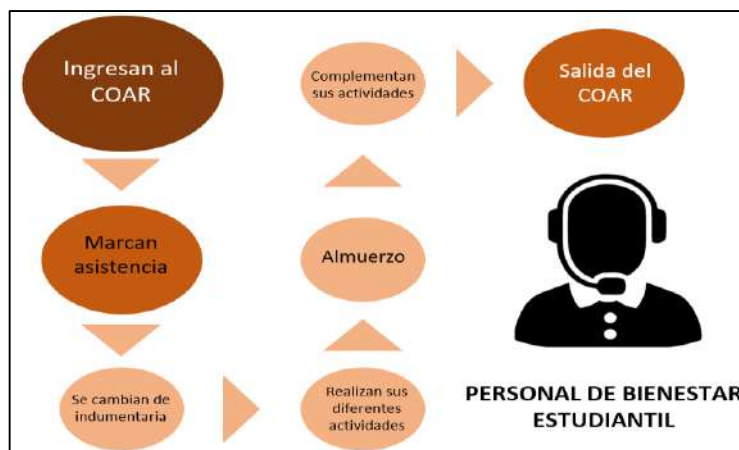 Ingresan al
COAR
Marcan
asistencia
Se cambian de
indumentaria
Realizan sus
diferentes
actividades
Almuerzo
Complementan
sus actividades
Salida del
COAR
PERSONAL DE BIENESTAR
ESTUDIANTIL